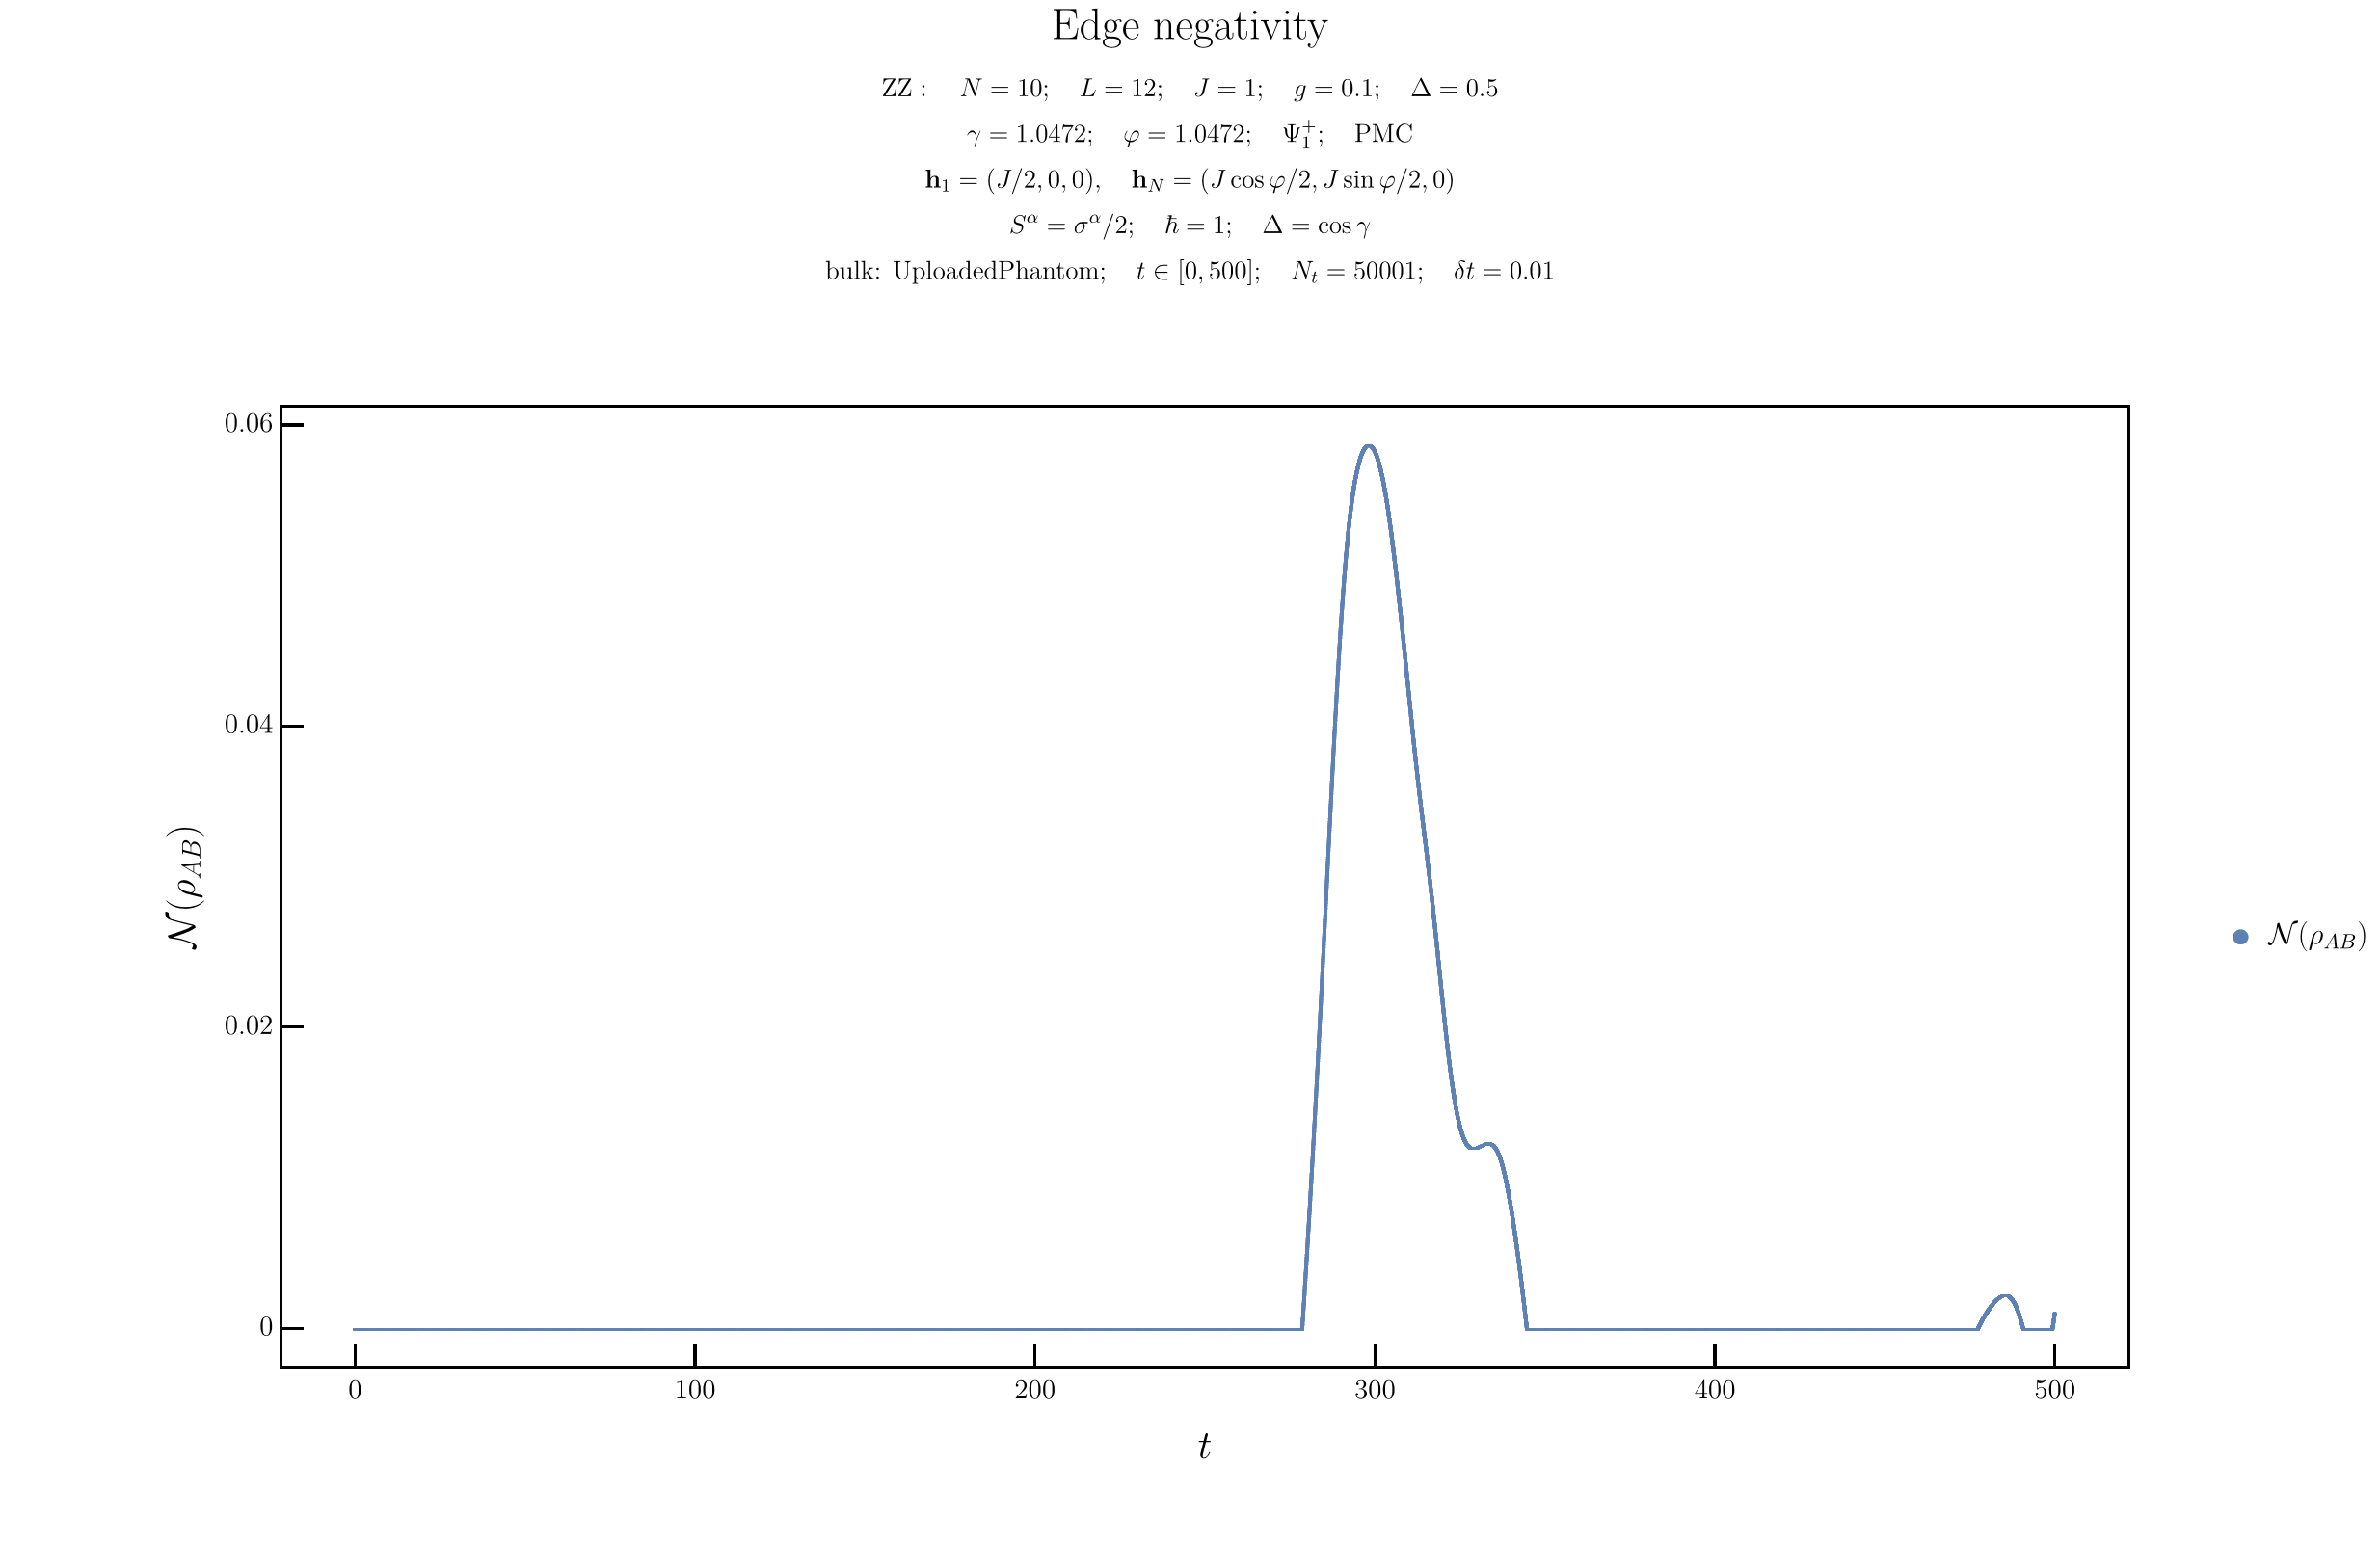 Edge negativity
ZZ : N = 10; L = 12; J = 1; g = 0.1; Δ = 0.5
γ = 1.0472; φ = 1.0472; Ψ₁⁺; PMC
h₁ = (J/2, 0, 0), h_N = (J cos φ/2, J sin φ/2, 0)
S^α = σ^α/2; ħ = 1; Δ = cos γ
bulk: UploadedPhantom; t ∈ [0, 500]; N_t = 50001; δt = 0.01
0.06
0.04
0.02
0
𝒩(ρ_AB)
𝒩(ρ_AB)
0 100 200 300 400 500
t